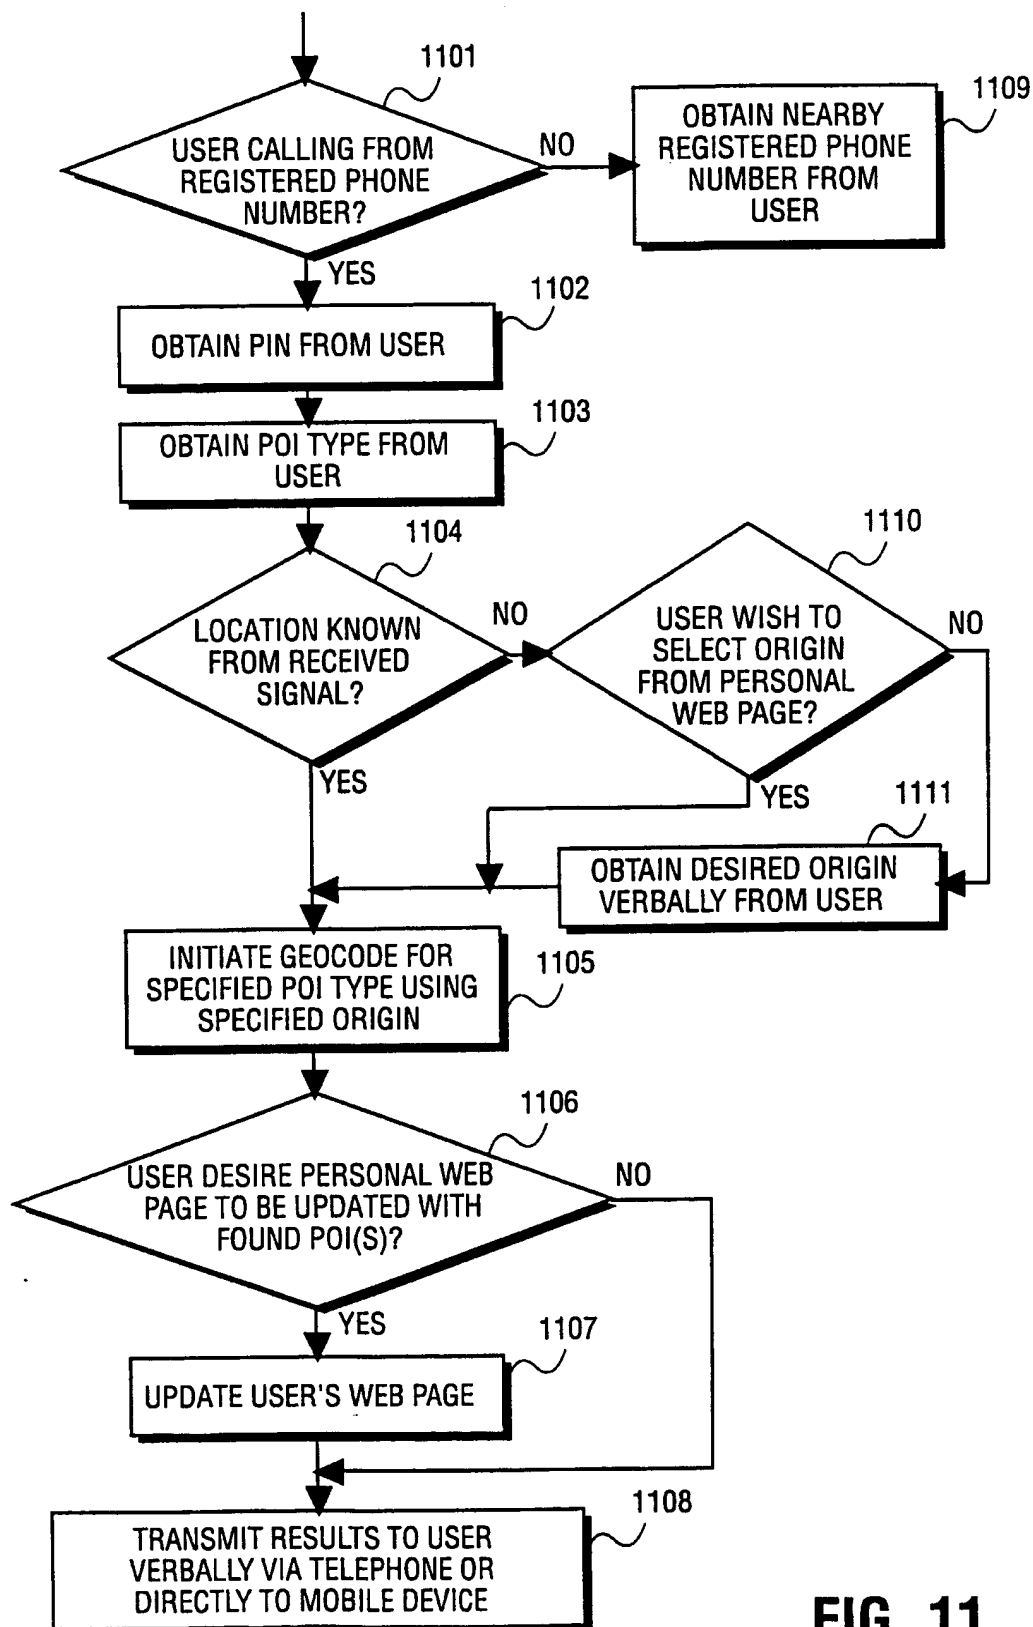 1101
USER CALLING FROM
REGISTERED PHONE
NUMBER?
NO
1109
OBTAIN NEARBY
REGISTERED PHONE
NUMBER FROM
USER
YES
1102
OBTAIN PIN FROM USER
1103
OBTAIN POI TYPE FROM
USER
1104
LOCATION KNOWN
FROM RECEIVED
SIGNAL?
NO
1110
USER WISH TO
SELECT ORIGIN
FROM PERSONAL
WEB PAGE?
NO
YES
YES
1111
OBTAIN DESIRED ORIGIN
VERBALLY FROM USER
INITIATE GEOCODE FOR
SPECIFIED POI TYPE USING
SPECIFIED ORIGIN
1105
1106
USER DESIRE PERSONAL WEB
PAGE TO BE UPDATED WITH
FOUND POI(S)?
NO
YES
1107
UPDATE USER'S WEB PAGE
1108
TRANSMIT RESULTS TO USER
VERBALLY VIA TELEPHONE OR
DIRECTLY TO MOBILE DEVICE
FIG. 11